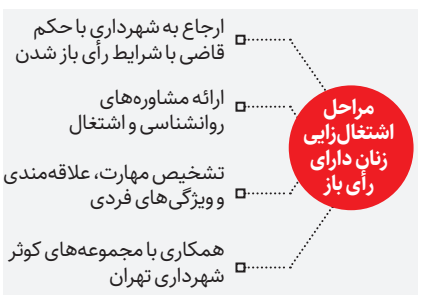 مراحل
اشتغال‌زایی
زنان دارای
رأی باز
ارجاع به شهرداری با حکم
قاضی با شرایط رأی باز شدن
ارائه مشاوره‌های
روانشناسی و اشتغال
تشخیص مهارت، علاقه‌مندی
و ویژگی‌های فردی
همکاری با مجموعه‌های کوثر
شهرداری تهران